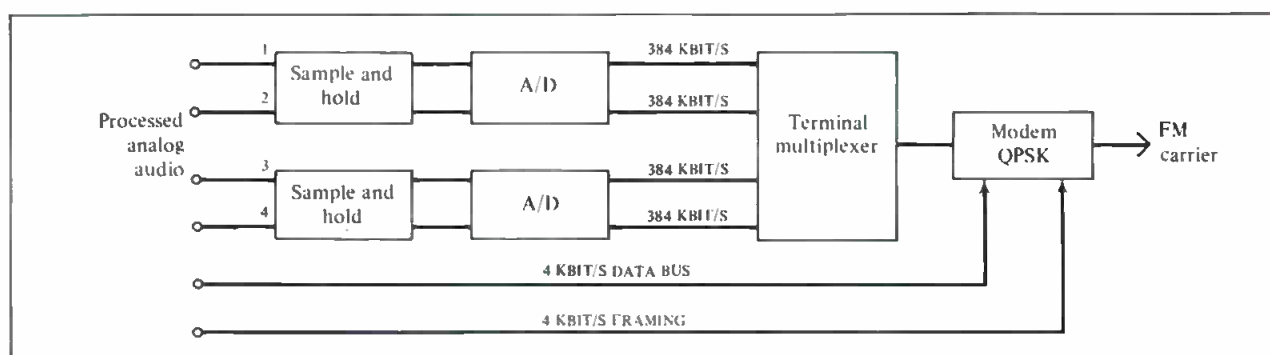 Processed
analog
audio
1
2
Sample and
hold
A/D
384 KBIT/S
384 KBIT/S
3
4
Sample and
hold
A/D
384 KBIT/S
384 KBIT/S
Terminal
multiplexer
Modem
QPSK
FM
carrier
4 KBIT/S DATA BUS
4 KBIT/S FRAMING